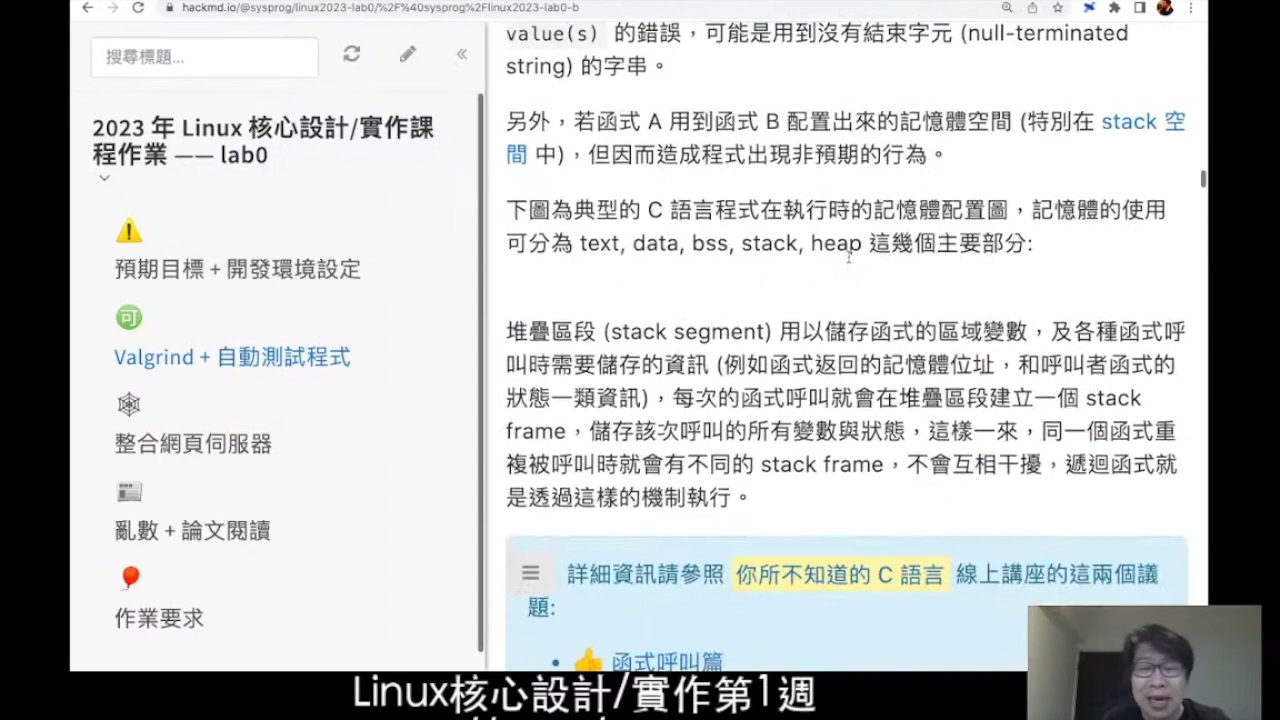 hackmd.io/@sysprog/linux2023-lab0/%2F%40sysprog%2Flinux2023-lab0-b
搜尋標題...
2023 年 Linux 核心設計/實作課
程作業 —— lab0
預期目標 + 開發環境設定
可
Valgrind + 自動測試程式
整合網頁伺服器
亂數 + 論文閱讀
作業要求
value(s) 的錯誤，可能是用到沒有結束字元 (null-terminated
string) 的字串。
另外，若函式 A 用到函式 B 配置出來的記憶體空間 (特別在 stack 空
間 中)，但因而造成程式出現非預期的行為。
下圖為典型的 C 語言程式在執行時的記憶體配置圖，記憶體的使用
可分為 text, data, bss, stack, heap 這幾個主要部分:
堆疊區段 (stack segment) 用以儲存函式的區域變數，及各種函式呼
叫時需要儲存的資訊 (例如函式返回的記憶體位址，和呼叫者函式的
狀態一類資訊)，每次的函式呼叫就會在堆疊區段建立一個 stack
frame，儲存該次呼叫的所有變數與狀態，這樣一來，同一個函式重
複被呼叫時就會有不同的 stack frame，不會互相干擾，遞迴函式就
是透過這樣的機制執行。
詳細資訊請參照 你所不知道的 C 語言 線上講座的這兩個議
題:
• 👍 函式呼叫篇
Linux核心設計/實作第1週